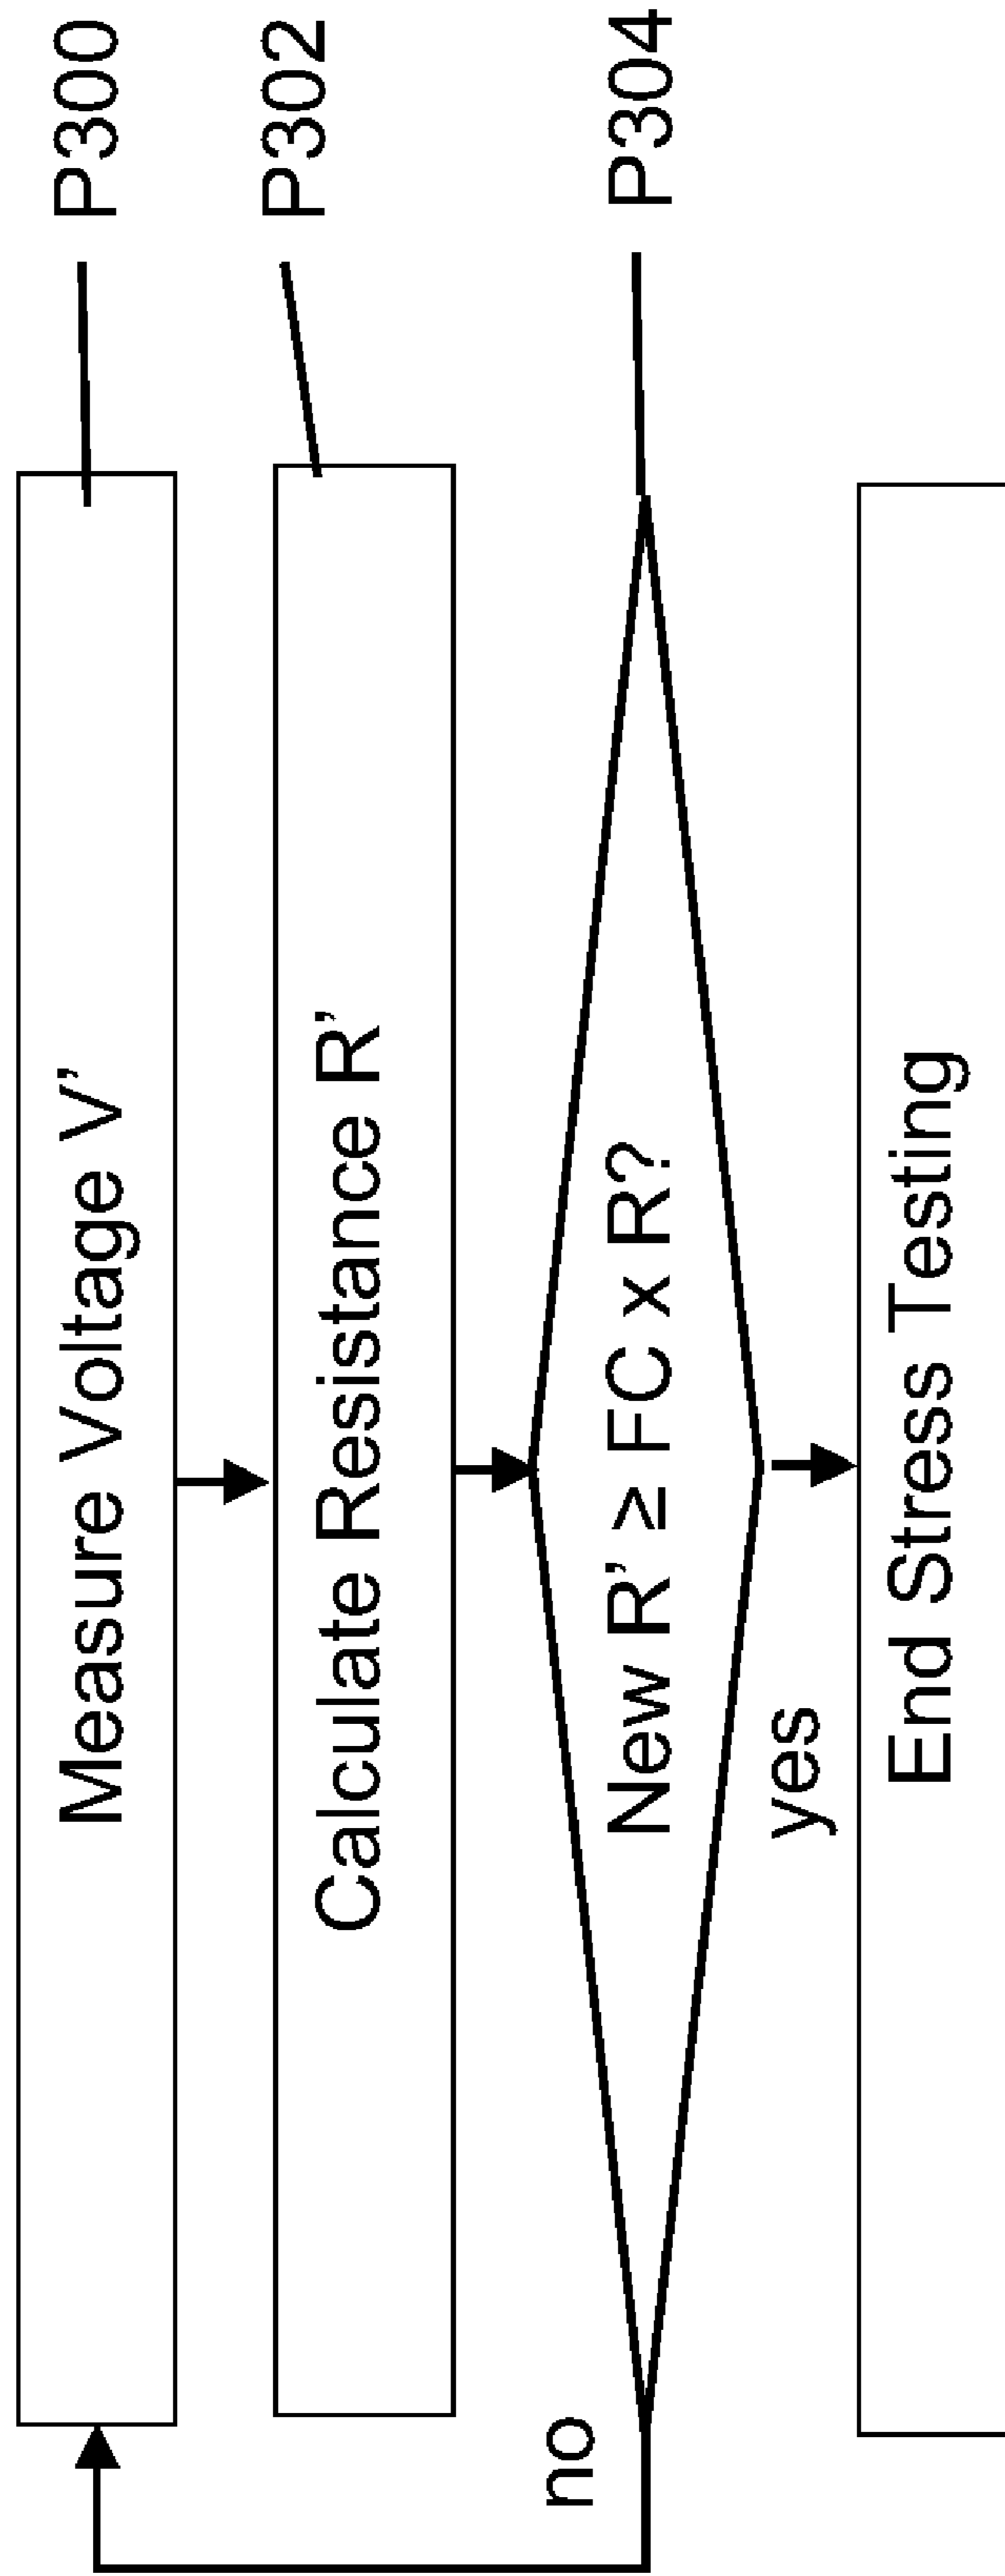 Measure Voltage V’
P300
Calculate Resistance R’
P302
New R’ ≥ FC x R?
P304
no
yes
End Stress Testing